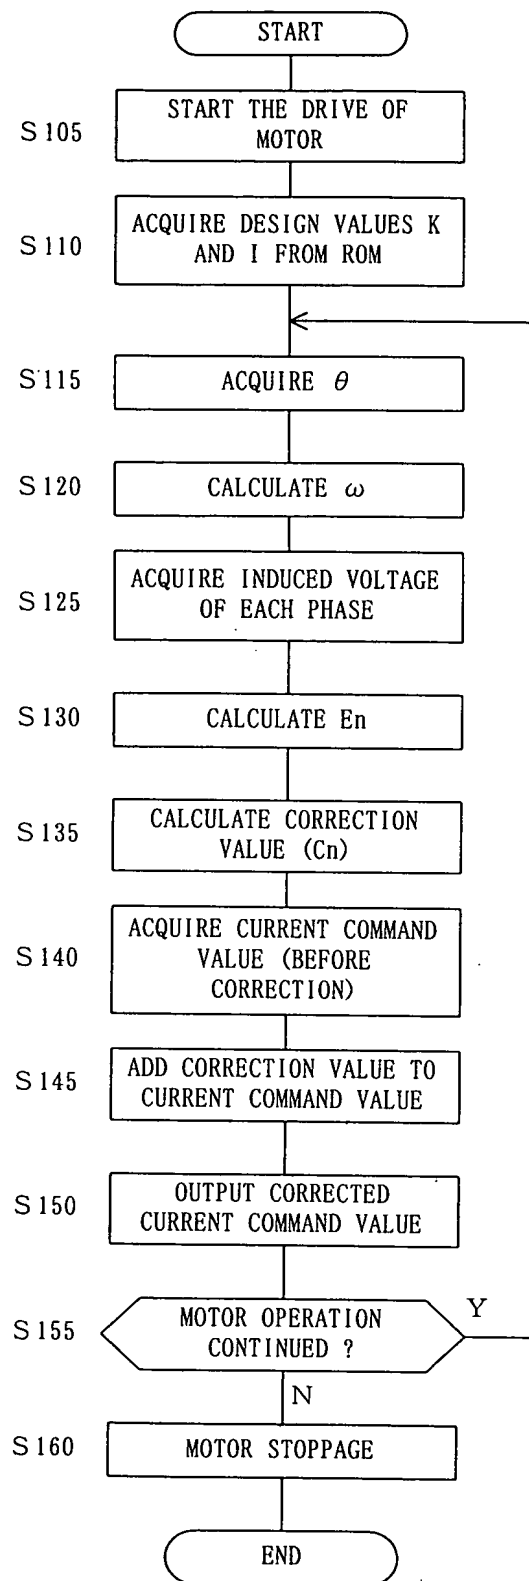 START
S105
START THE DRIVE OF
MOTOR
S110
ACQUIRE DESIGN VALUES K
AND I FROM ROM
S115
ACQUIRE θ
S120
CALCULATE ω
S125
ACQUIRE INDUCED VOLTAGE
OF EACH PHASE
S130
CALCULATE En
S135
CALCULATE CORRECTION
VALUE (Cn)
S140
ACQUIRE CURRENT COMMAND
VALUE (BEFORE
CORRECTION)
S145
ADD CORRECTION VALUE TO
CURRENT COMMAND VALUE
S150
OUTPUT CORRECTED
CURRENT COMMAND VALUE
S155
MOTOR OPERATION
CONTINUED ?
Y
N
S160
MOTOR STOPPAGE
END